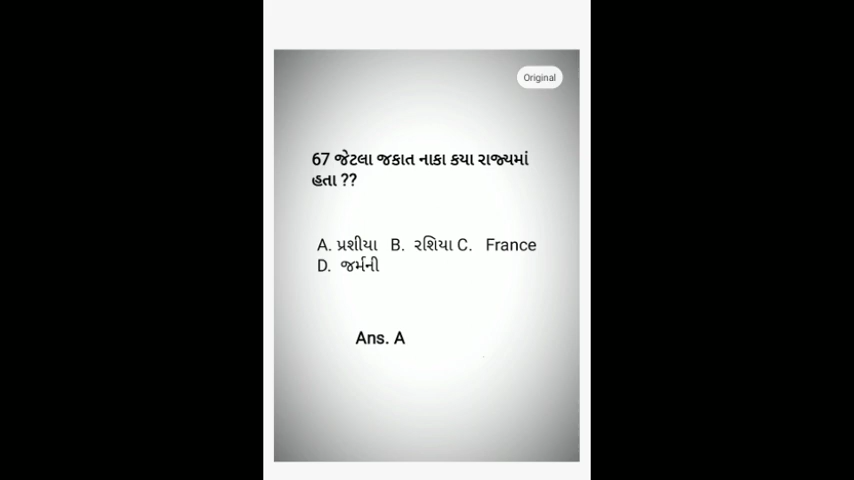 Original
67 જેટલા જકાત નાકા કયા રાજ્યમાં
હતા ??
A. પ્રશીયા B. રશિયા C. France
D. જર્મની
Ans. A